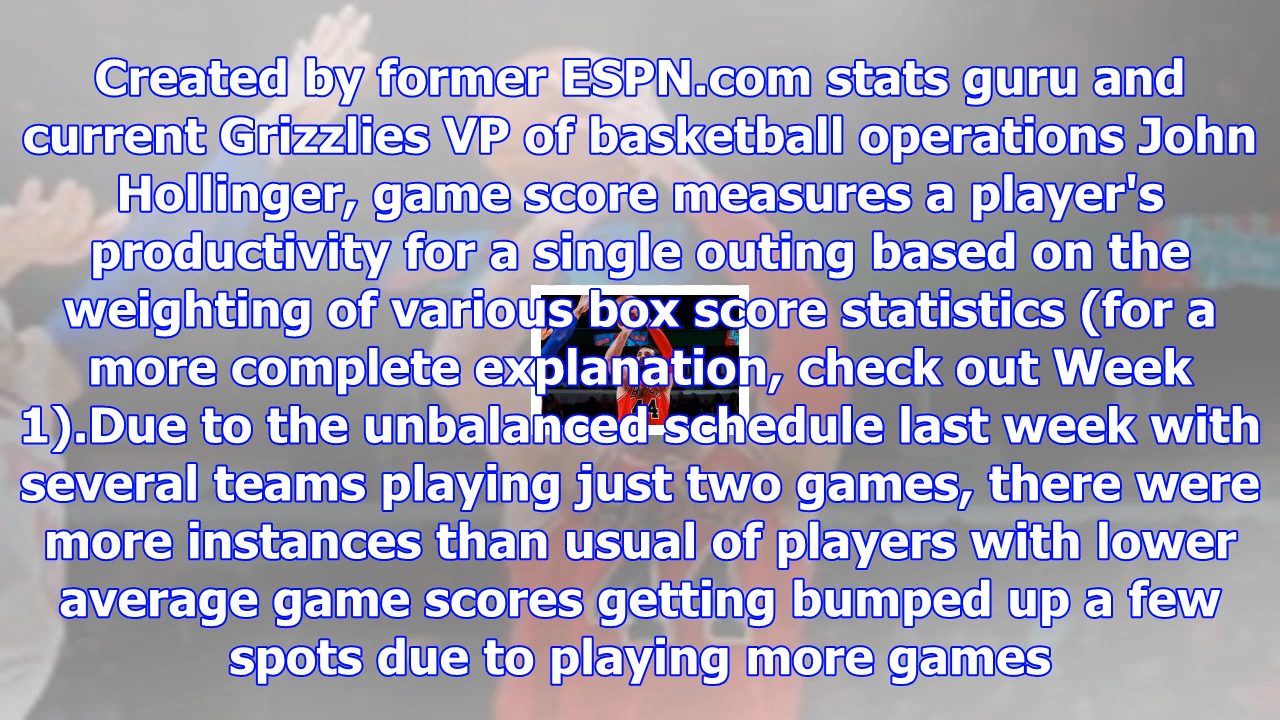 Created by former ESPN.com stats guru and
current Grizzlies VP of basketball operations John
Hollinger, game score measures a player's
productivity for a single outing based on the
weighting of various box score statistics (for a
more complete explanation, check out Week
1).Due to the unbalanced schedule last week with
several teams playing just two games, there were
more instances than usual of players with lower
average game scores getting bumped up a few
spots due to playing more games
44